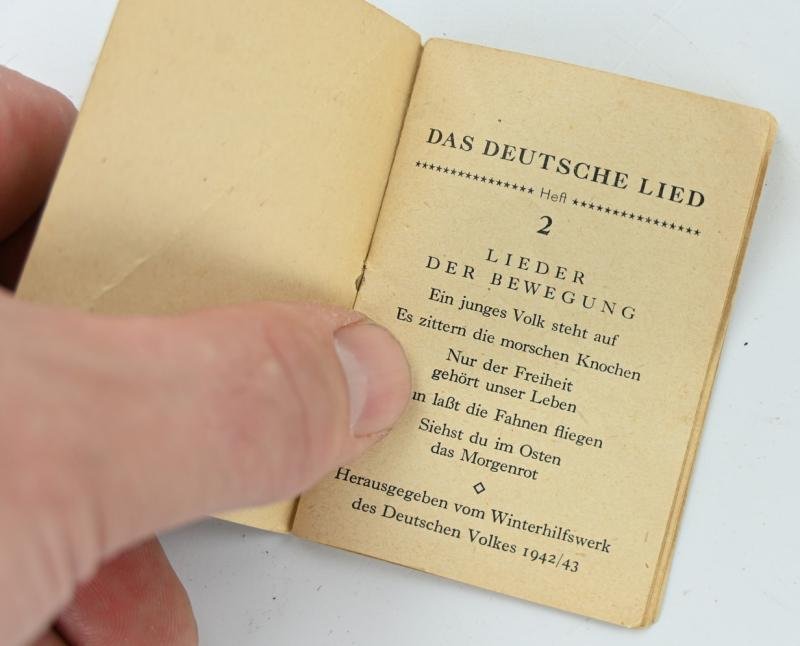 DAS DEUTSCHE LIED
**************** Heft ****************
2
LIEDER
DER BEWEGUNG
Ein junges Volk steht auf
Es zittern die morschen Knochen
Nur der Freiheit
gehört unser Leben
laßt die Fahnen fliegen
Siehst du im Osten
das Morgenrot
Herausgegeben vom Winterhilfswerk
des Deutschen Volkes 1942/43